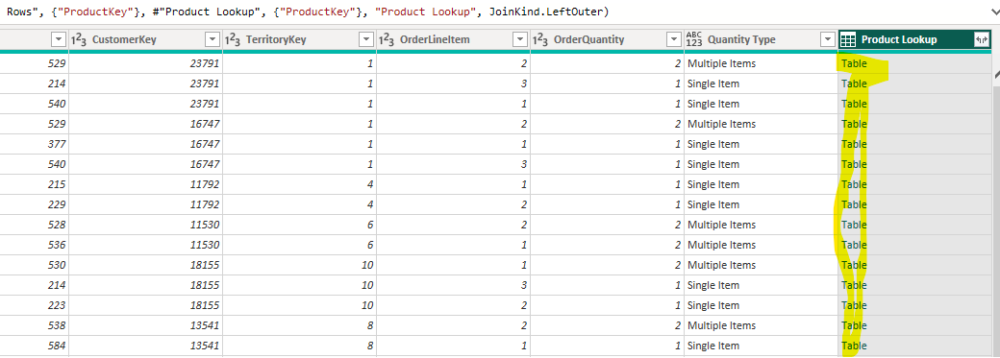 Rows", {"ProductKey"}, #"Product Lookup", {"ProductKey"}, "Product Lookup", JoinKind.LeftOuter)
1²3 CustomerKey 1²3 TerritoryKey 1²3 OrderLineItem 1²3 OrderQuantity ABC 123 Quantity Type Product Lookup
529 23791 1 2 2 Multiple Items Table
214 23791 1 3 1 Single Item Table
540 23791 1 1 1 Single Item Table
529 16747 1 2 2 Multiple Items Table
377 16747 1 1 1 Single Item Table
540 16747 1 3 1 Single Item Table
215 11792 4 1 1 Single Item Table
229 11792 4 2 1 Single Item Table
528 11530 6 2 2 Multiple Items Table
536 11530 6 1 2 Multiple Items Table
530 18155 10 1 2 Multiple Items Table
214 18155 10 3 1 Single Item Table
223 18155 10 2 1 Single Item Table
538 13541 8 2 2 Multiple Items Table
584 13541 8 1 1 Single Item Table